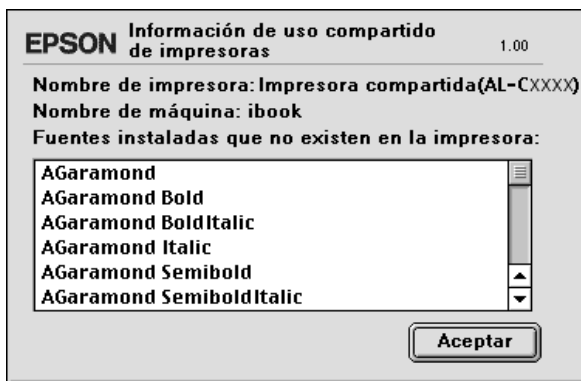 EPSON Información de uso compartido
de impresoras 1.00
Nombre de impresora: Impresora compartida(AL-CXXXX)
Nombre de máquina: ibook
Fuentes instaladas que no existen en la impresora:
AGaramond
AGaramond Bold
AGaramond BoldItalic
AGaramond Italic
AGaramond Semibold
AGaramond SemiboldItalic
Aceptar